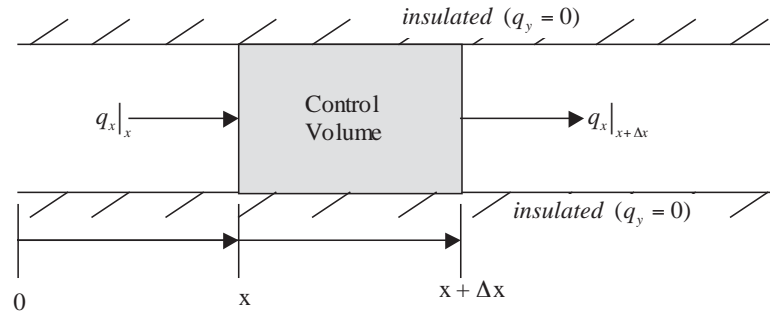 insulated (q_y = 0)
q_x|_x
Control
Volume
q_x|_{x+Δx}
insulated (q_y = 0)
0
x
x + Δx